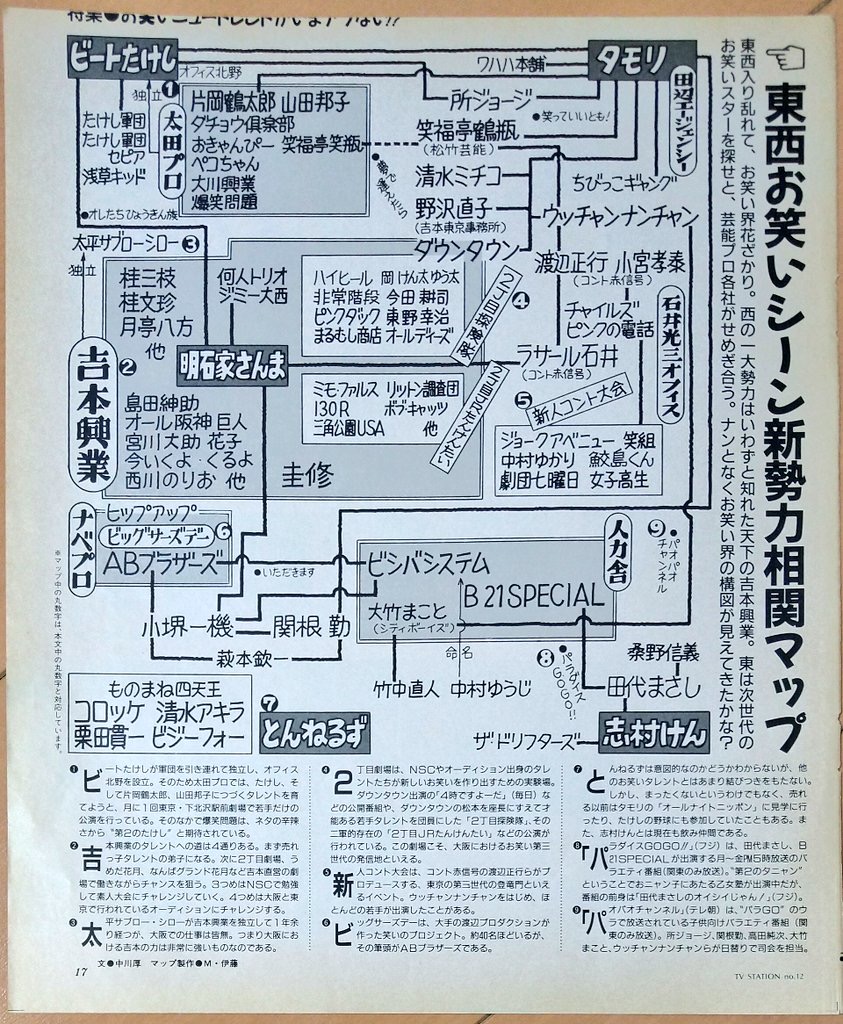 特集●お笑いニュートレンドがいまアブない!!
☞東西お笑いシーン新勢力相関マップ
東西入り乱れて、お笑い界花ざかり。西の一大勢力はいわずと知れた天下の吉本興業。東は次世代の
お笑いスターを探せと、芸能プロ各社がせめぎ合う。ナンとなくお笑い界の構図が見えてきたかな?
ビートたけし
オフィス北野
ワハハ本舗
タモリ
田辺エージェンシー
❶
独立
太田プロ
たけし軍団
たけし軍団
セピア
浅草キッド
片岡鶴太郎 山田邦子
ダチョウ倶楽部
おきゃんぴー 笑福亭笑瓶
ペコちゃん
大川興業
爆笑問題
所ジョージ
●笑っていいとも!
笑福亭鶴瓶
(松竹芸能)
●夢で逢えたら
清水ミチコ
ちびっこギャング
野沢直子
(吉本東京事務所)
ウッチャンナンチャン
ダウンタウン
●オレたちひょうきん族
太平サブロー・シロー❸
独立
吉本興業
❷
桂三枝
桂文珍
月亭八方
他
何人トリオ
ジミー大西
明石家さんま
島田紳助
オール阪神 巨人
宮川大助 花子
今いくよ・くるよ
西川のりお 他
ハイヒール 岡けん太ゆう太
非常階段 今田 耕司
ピンクダック 東野 幸治
まるむし商店 オールディーズ
2丁目探検隊
❹
ミモ・ファルス リットン調査団
130R ボブ・キャッツ
三角公園USA 他
2丁目JRたんけんたい
圭修
渡辺正行 小宮孝泰
(コント赤信号)
チャイルズ
ピンクの電話
石井光三オフィス
ラサール石井
(コント赤信号)
❺
新人コント大会
ジョークアベニュー 笑組
中村ゆかり 鮫島くん
劇団七曜日 女子高生
ナベプロ
ヒップアップ
ビッグサーズデー❻
ABブラザーズ
●いただきます
ビシバシステム
人力舎
❾
●パオパオチャンネル
B21SPECIAL
大竹まこと
(シティボーイズ)
小堺一機
関根 勤
萩本欽一
命名
竹中直人
中村ゆうじ
❽
●パラダイスGOGO!!
桑野信義
田代まさし
志村けん
ザ・ドリフターズ
ものまね四天王
コロッケ 清水アキラ
栗田貫一 ビジーフォー
❼
とんねるず
※マップ中の丸数字は、本文中の丸数字と対応しています。
❶ビートたけしが軍団を引き連れて独立し、オフィス
北野を設立。そのため太田プロでは、たけし、そ
して片岡鶴太郎、山田邦子につづくタレントを育
てようと、月に1回東京・下北沢駅前劇場で若手だけの
公演を行っている。そのなかで爆笑問題は、ネタの辛辣
さから“第2のたけし”と期待されている。
❷吉本興業のタレントへの道は4通りある。まず売れ
っ子タレントの弟子になる。次に2丁目劇場、う
めだ花月、なんばグランド花月など吉本直営の劇
場で働きながらチャンスを狙う。3つめはNSCで勉強
して素人大会にチャレンジしていく。4つめは大阪と東
京で行われているオーディションにチャレンジする。
❸太平サブロー・シローが吉本興業を独立して1年余
り経つが、大阪での仕事は皆無。つまり大阪にお
ける吉本の力は非常に強いものなのである。
❹2丁目劇場は、NSCやオーディション出身のタレ
ントたちが新しいお笑いを作り出すための実験場。
ダウンタウン出演の「4時ですよーだ」(毎日)など
の公開番組や、ダウンタウンの松本を座長にすえて才
能ある若手タレントを団員にした「2丁目探険隊」、その
二軍的存在の「2丁目JRたんけんたい」などの公演が
行われている。この劇場こそ、大阪におけるお笑い第三
世代の発信地といえる。
❺新人コント大会は、コント赤信号の渡辺正行らがプ
ロデュースする、東京の第三世代の登竜門といえ
るイベント。ウッチャンナンチャンをはじめ、ほ
とんどの若手が出演したことがある。
❻ビッグサーズデーは、大手の渡辺プロダクションが
作った笑いのプロジェクト。約40名ほどいるが、
その筆頭がABブラザーズである。
❼とんねるずは意図的なのかどうかわからないが、他
のお笑いタレントとはあまり結びつきをもたない。
しかし、まったくないというわけでもなく、売れ
る以前はタモリの「オールナイトニッポン」に見学に行
ったり、たけしの野球にも参加していたこともある。ま
た、志村けんとは現在も飲み仲間である。
❽「パラダイスGOGO!!」(フジ)は、田代まさし、B
21SPECIALが出演する月~金PM5時放送のバ
ラエティ番組(関東のみ放送)。“第2のタニャン”
ということでおニャン子にあたる乙女塾が出演中だが、
番組の前身は「田代まさしのオイシイじゃん!」(フジ)。
❾「パオパオチャンネル」(テレ朝)は、“パラGO”のウ
ラで放送されている子供向けバラエティ番組(関
東のみ放送)。所ジョージ、関根勤、高田純次、大竹
まこと、ウッチャンナンチャンらが日替りで司会を担当。
17
文●中川淳 マップ製作●M・伊藤
TV STATION no.12